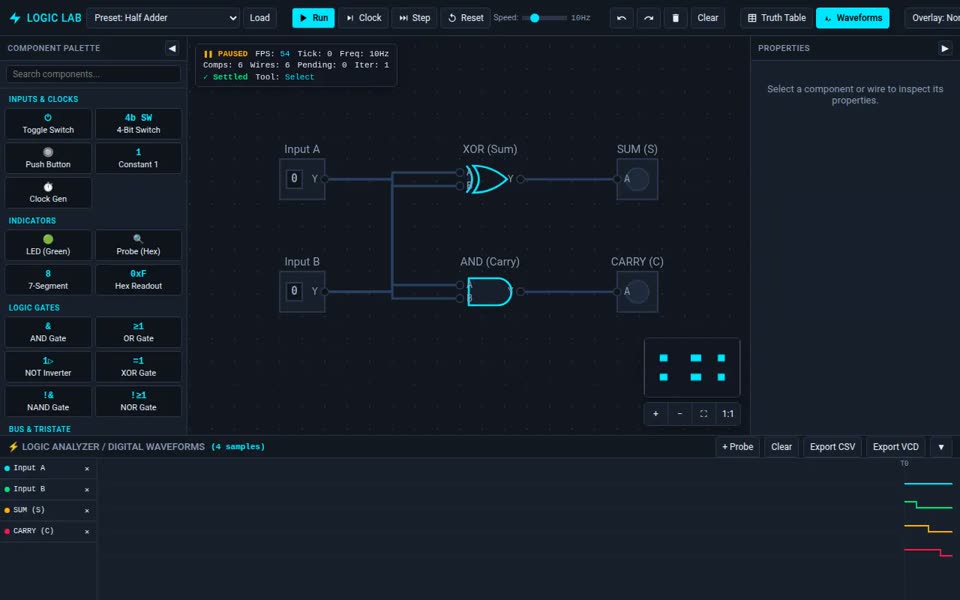 LOGIC LAB
Preset: Half Adder
Load
Run
Clock
Step
Reset
Speed:
10Hz
Clear
Truth Table
Waveforms
Overlay: Nor
COMPONENT PALETTE
Search components...
INPUTS & CLOCKS
Toggle Switch
4b SW
4-Bit Switch
Push Button
1
Constant 1
Clock Gen
INDICATORS
LED (Green)
Probe (Hex)
8
7-Segment
0xF
Hex Readout
LOGIC GATES
&
AND Gate
≥1
OR Gate
1▷
NOT Inverter
=1
XOR Gate
!&
NAND Gate
!≥1
NOR Gate
BUS & TRISTATE
PAUSED FPS: 54 Tick: 0 Freq: 10Hz
Comps: 6 Wires: 6 Pending: 0 Iter: 1
✓ Settled Tool: Select
Input A
0 Y
XOR (Sum)
A
B
Y
SUM (S)
A
Input B
0 Y
AND (Carry)
A
B
Y
CARRY (C)
A
+
−
1:1
PROPERTIES
Select a component or wire to inspect its
properties.
LOGIC ANALYZER / DIGITAL WAVEFORMS (4 samples)
+ Probe
Clear
Export CSV
Export VCD
T0
Input A ×
Input B ×
SUM (S) ×
CARRY (C) ×